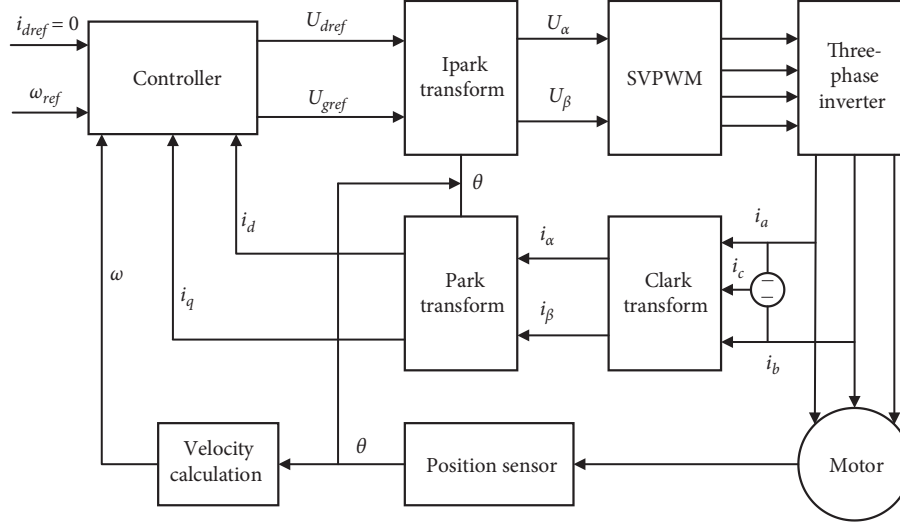 i_dref = 0
ω_ref
Controller
U_dref
U_gref
Ipark
transform
U_α
U_β
SVPWM
Three-
phase
inverter
θ
i_d
i_q
ω
Park
transform
i_α
i_β
Clark
transform
i_a
i_c
i_b
− −
Velocity
calculation
θ
Position sensor
Motor